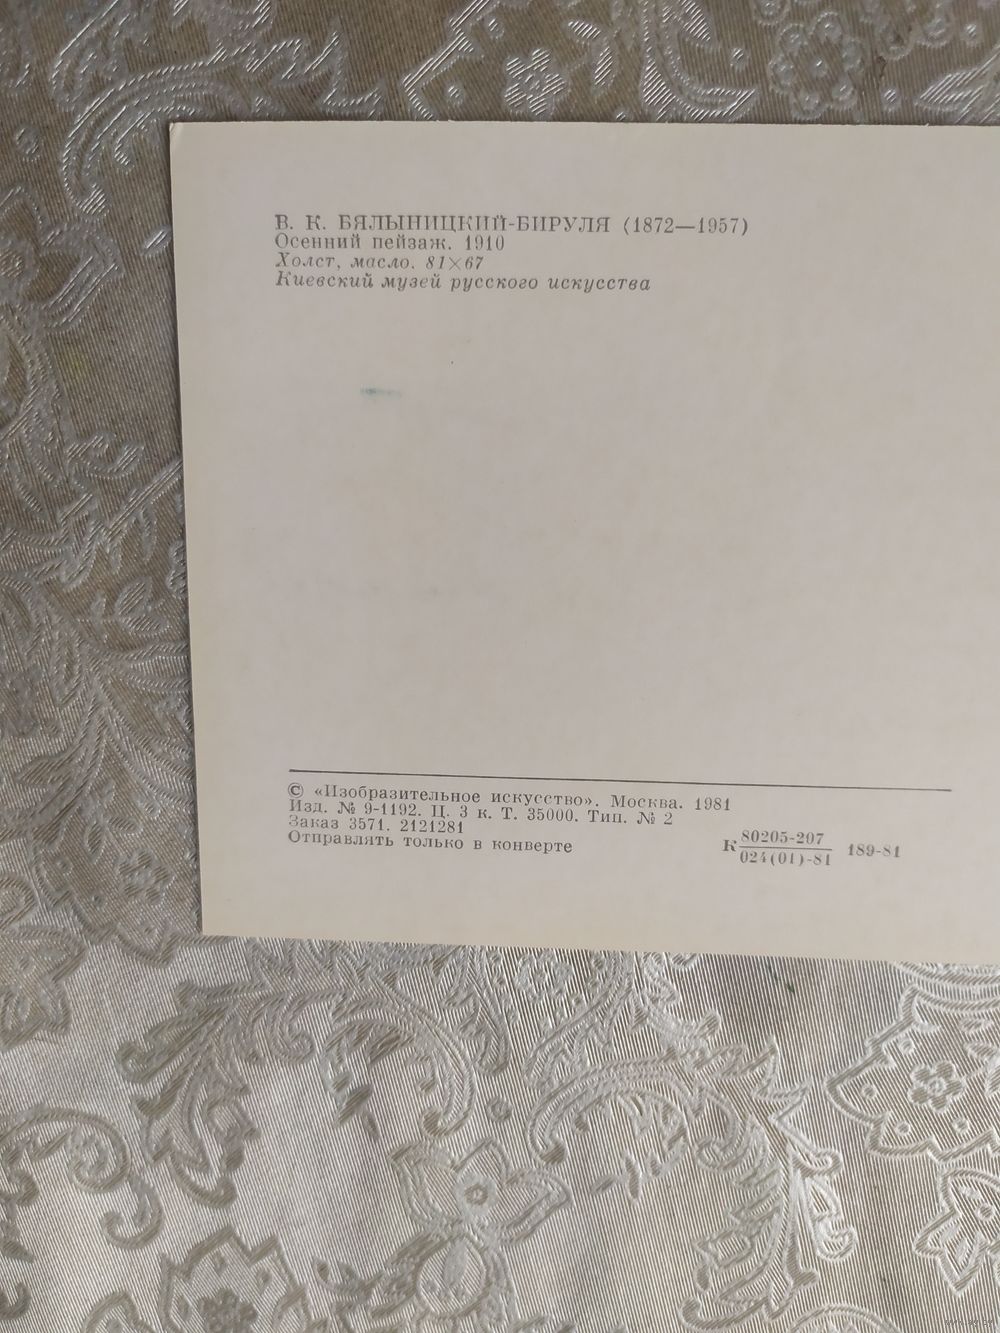 В. К. БЯЛЫНИЦКИЙ-БИРУЛЯ (1872—1957)
Осенний пейзаж. 1910
Холст, масло. 81×67
Киевский музей русского искусства
© «Изобразительное искусство». Москва. 1981
Изд. № 9-1192. Ц. 3 к. Т. 35000. Тип. № 2
Заказ 3571. 2121281
Отправлять только в конверте
К 80205-207
024(01)-81
189-81